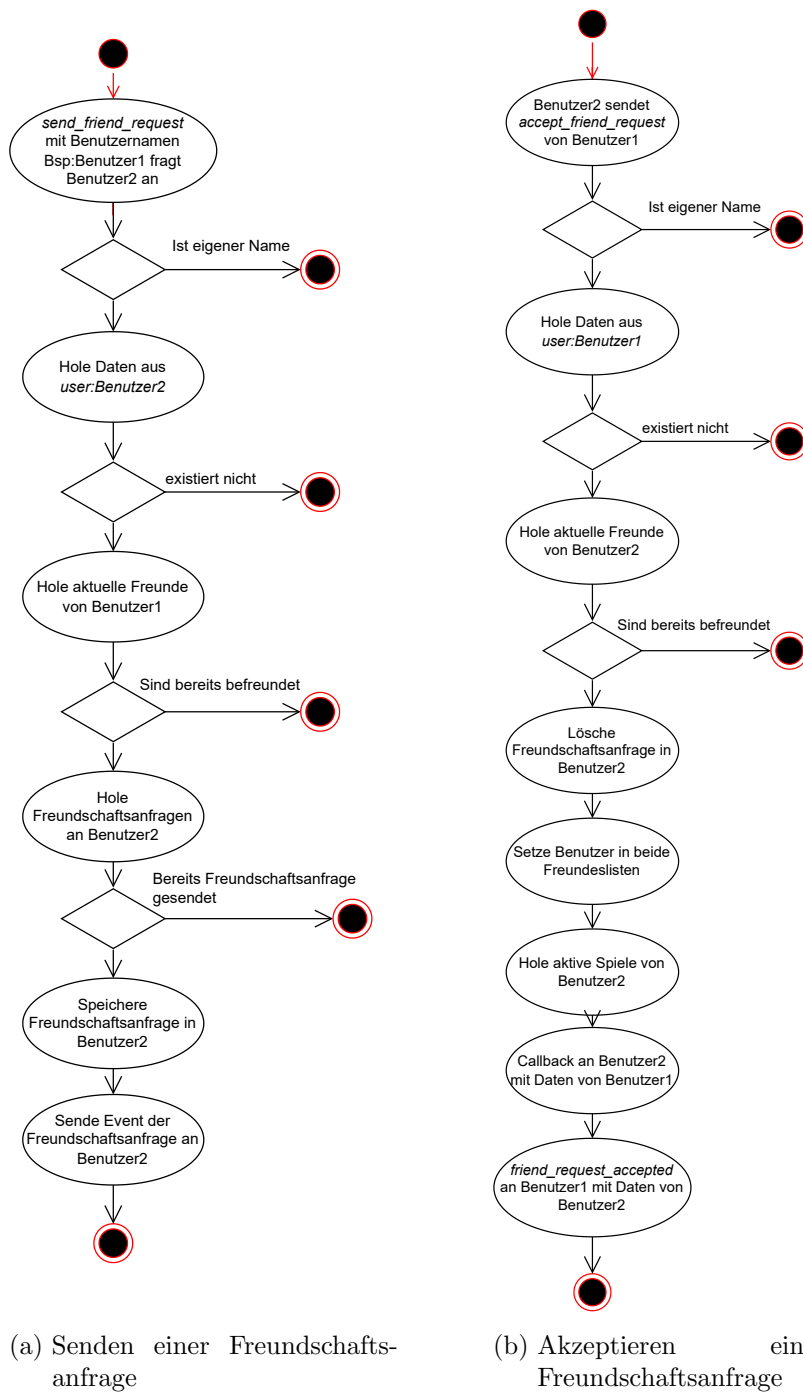 send_friend_request
mit Benutzernamen
Bsp:Benutzer1 fragt
Benutzer2 an
Ist eigener Name
Hole Daten aus
user:Benutzer2
existiert nicht
Hole aktuelle Freunde
von Benutzer1
Sind bereits befreundet
Hole
Freundschaftsanfragen
an Benutzer2
Bereits Freundschaftsanfrage
gesendet
Speichere
Freundschaftsanfrage in
Benutzer2
Sende Event der
Freundschaftsanfrage an
Benutzer2
(a) Senden einer Freundschafts-
anfrage
Benutzer2 sendet
accept_friend_request
von Benutzer1
Ist eigener Name
Hole Daten aus
user:Benutzer1
existiert nicht
Hole aktuelle Freunde
von Benutzer2
Sind bereits befreundet
Lösche
Freundschaftsanfrage in
Benutzer2
Setze Benutzer in beide
Freundeslisten
Hole aktive Spiele von
Benutzer2
Callback an Benutzer2
mit Daten von Benutzer1
friend_request_accepted
an Benutzer1 mit Daten von
Benutzer2
(b) Akzeptieren ein
Freundschaftsanfrage